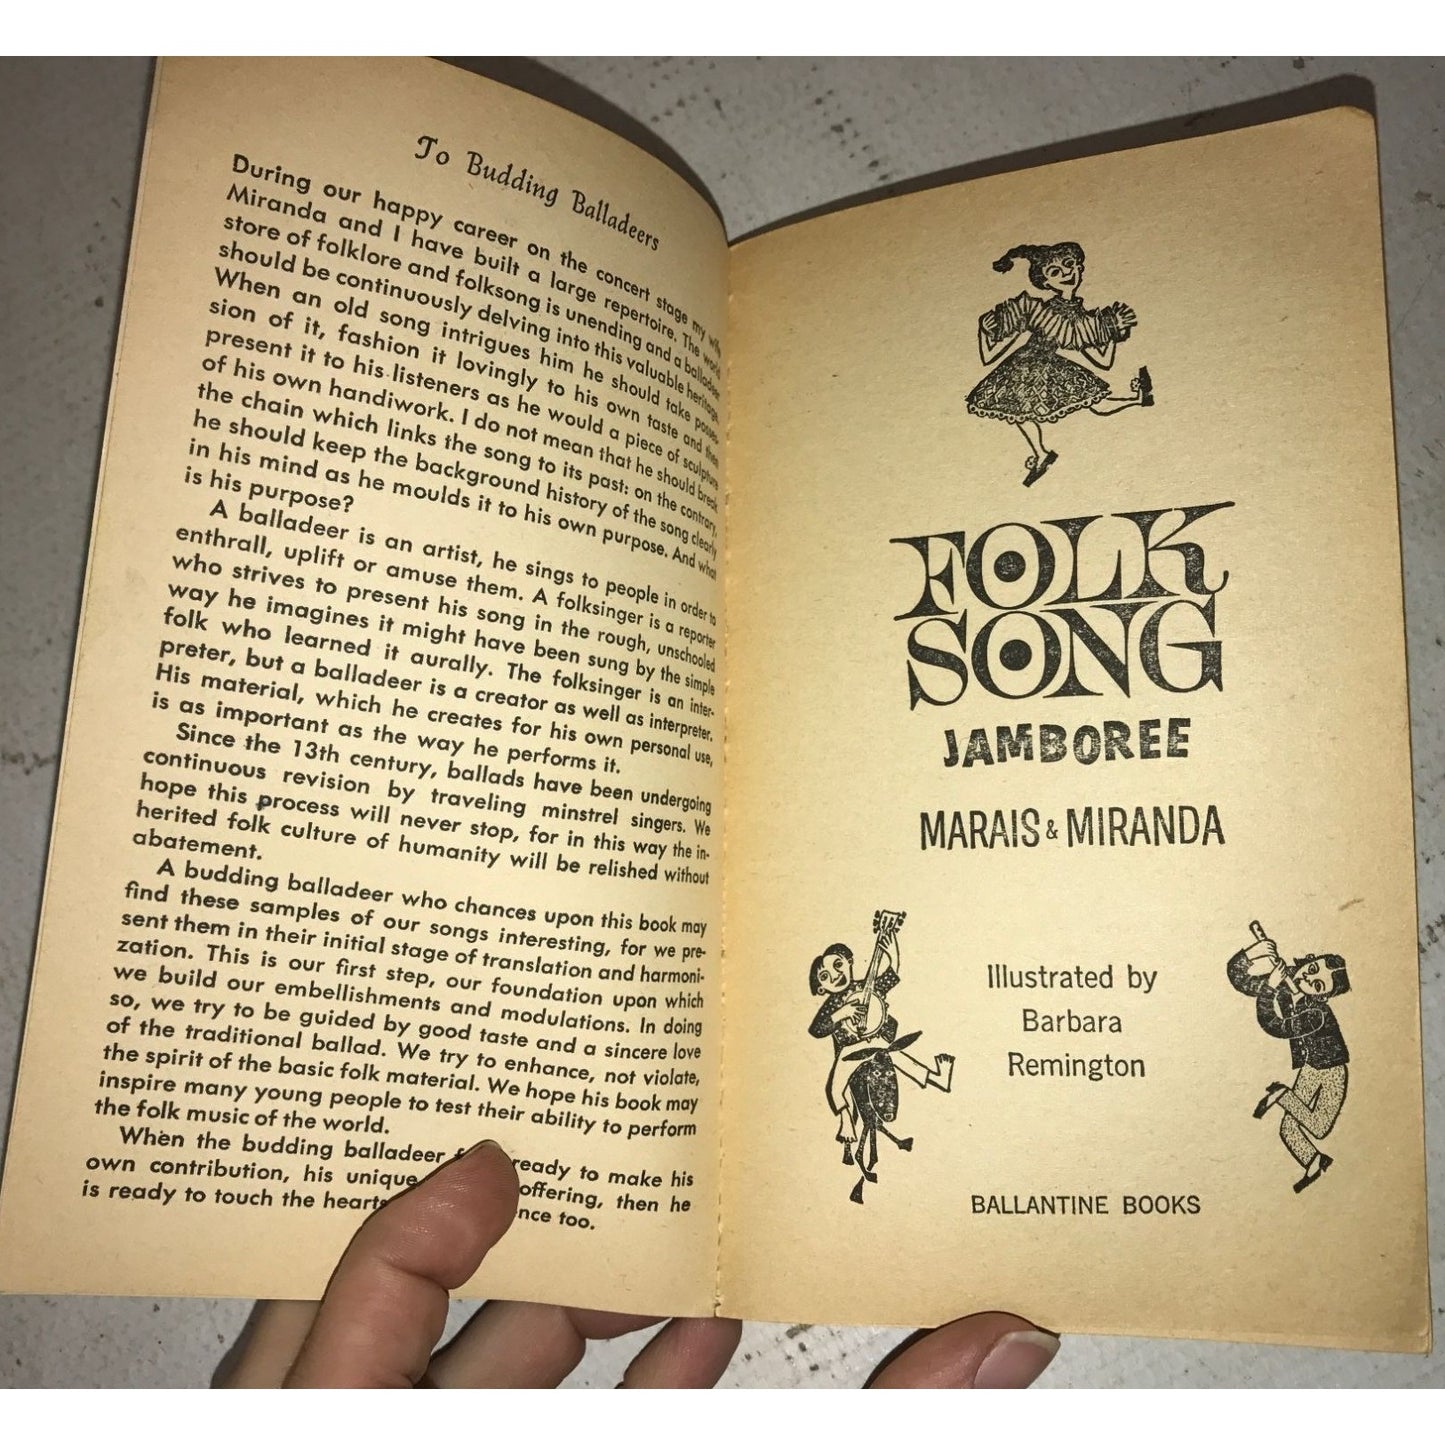 To Budding Balladeers
During our happy career on the concert stage my wife
Miranda and I have built a large repertoire. The world
store of folklore and folksong is unending and a balladeer
should be continuously delving into this valuable heritage.
When an old song intrigues him he should take posses-
sion of it, fashion it lovingly to his own taste and then
present it to his listeners as he would a piece of sculpture
of his own handiwork. I do not mean that he should break
the chain which links the song to its past: on the contrary,
he should keep the background history of the song clearly
in his mind as he moulds it to his own purpose. And what
is his purpose?
A balladeer is an artist, he sings to people in order to
enthrall, uplift or amuse them. A folksinger is a reporter
who strives to present his song in the rough, unschooled
way he imagines it might have been sung by the simple
folk who learned it aurally. The folksinger is an inter-
preter, but a balladeer is a creator as well as interpreter.
His material, which he creates for his own personal use,
is as important as the way he performs it.
Since the 13th century, ballads have been undergoing
continuous revision by traveling minstrel singers. We
hope this process will never stop, for in this way the in-
herited folk culture of humanity will be relished without
abatement.
A budding balladeer who chances upon this book may
find these samples of our songs interesting, for we pre-
sent them in their initial stage of translation and harmoni-
zation. This is our first step, our foundation upon which
we build our embellishments and modulations. In doing
so, we try to be guided by good taste and a sincere love
of the traditional ballad. We try to enhance, not violate,
the spirit of the basic folk material. We hope his book may
inspire many young people to test their ability to perform
the folk music of the world.
When the budding balladeer ready to make his
own contribution, his unique offering, then he
is ready to touch the hearts nce too.
FOLK
SONG
JAMBOREE
MARAIS & MIRANDA
Illustrated by
Barbara
Remington
BALLANTINE BOOKS